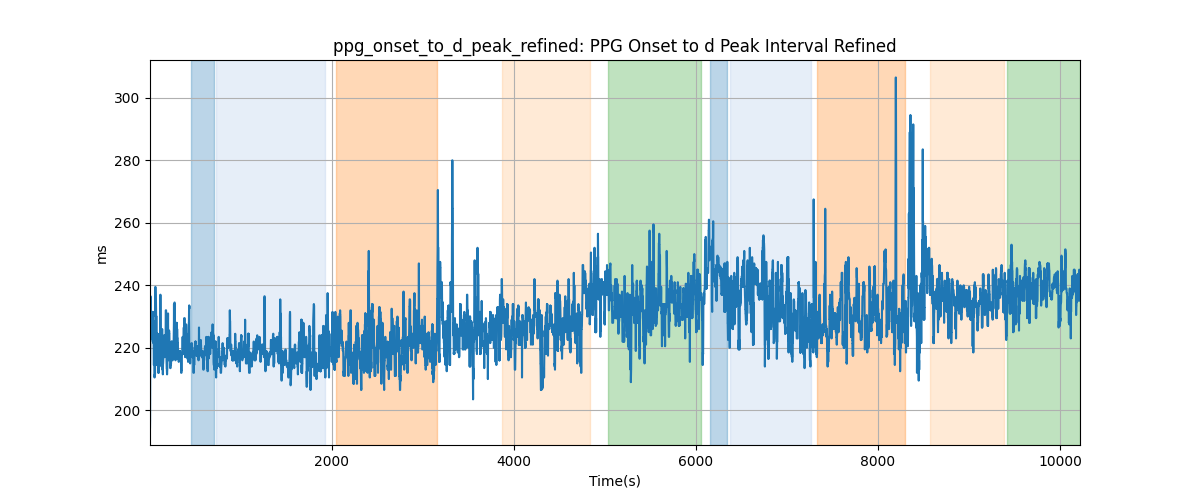 ppg_onset_to_d_peak_refined: PPG Onset to d Peak Interval Refined
300
280
260
240
220
200
ms
2000 4000 6000 8000 10000
Time(s)